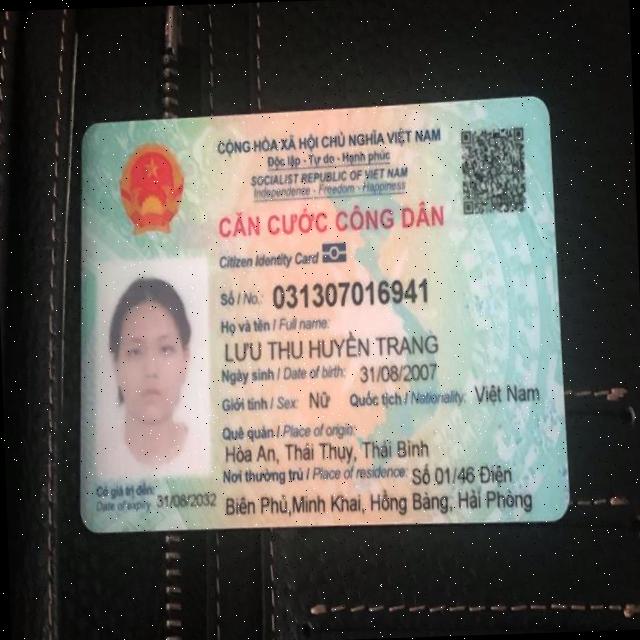 CỘNG HÒA XÃ HỘI CHỦ NGHĨA VIỆT NAM
Độc lập - Tự do - Hạnh phúc
SOCIALIST REPUBLIC OF VIET NAM
Independence - Freedom - Happiness
CĂN CƯỚC CÔNG DÂN
Citizen Identity Card
Số / No.: 031307016941
Họ và tên / Full name:
LƯU THU HUYỀN TRANG
Ngày sinh / Date of birth: 31/08/2007
Giới tính / Sex: Nữ Quốc tịch / Nationality: Việt Nam
Quê quán / Place of origin:
Hòa An, Thái Thụy, Thái Bình
Nơi thường trú / Place of residence: Số 01/46 Điện
Biên Phủ,Minh Khai, Hồng Bàng, Hải Phòng
Có giá trị đến: 31/08/2032
Date of expiry